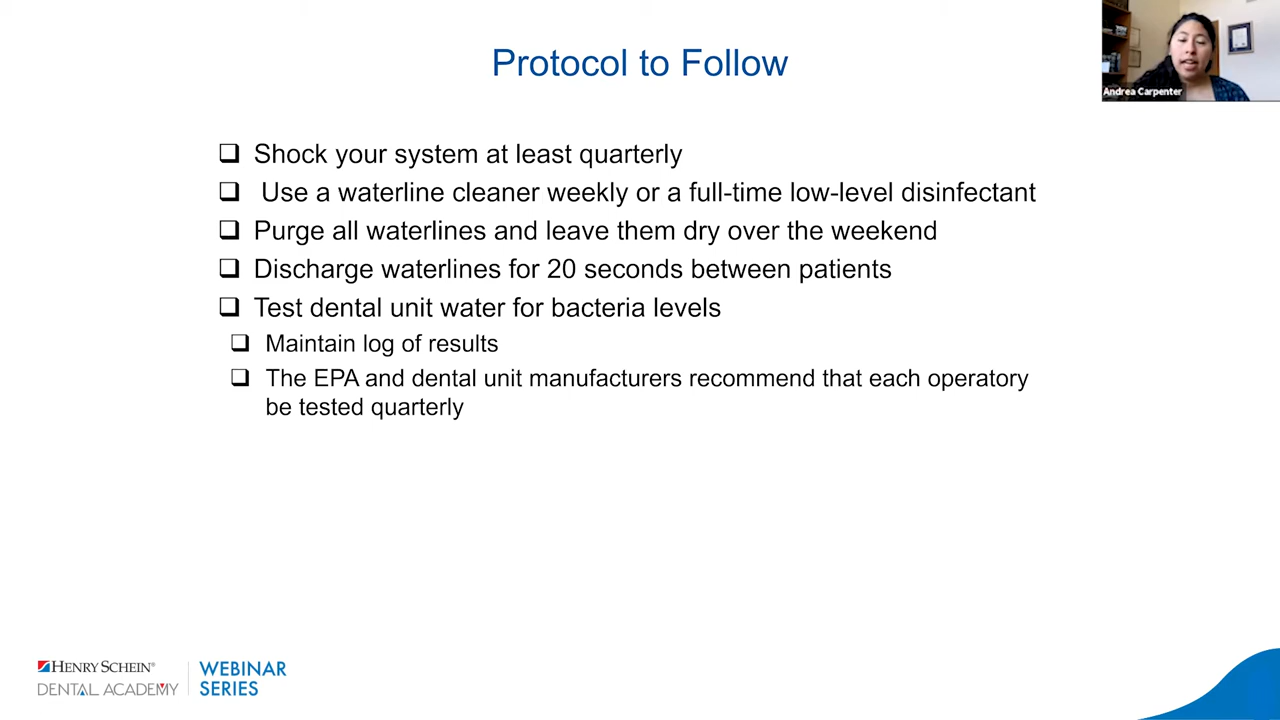 Protocol to Follow
Andrea Carpenter
Shock your system at least quarterly
Use a waterline cleaner weekly or a full-time low-level disinfectant
Purge all waterlines and leave them dry over the weekend
Discharge waterlines for 20 seconds between patients
Test dental unit water for bacteria levels
Maintain log of results
The EPA and dental unit manufacturers recommend that each operatory
be tested quarterly
HENRY SCHEIN®
DENTAL ACADEMY
WEBINAR
SERIES